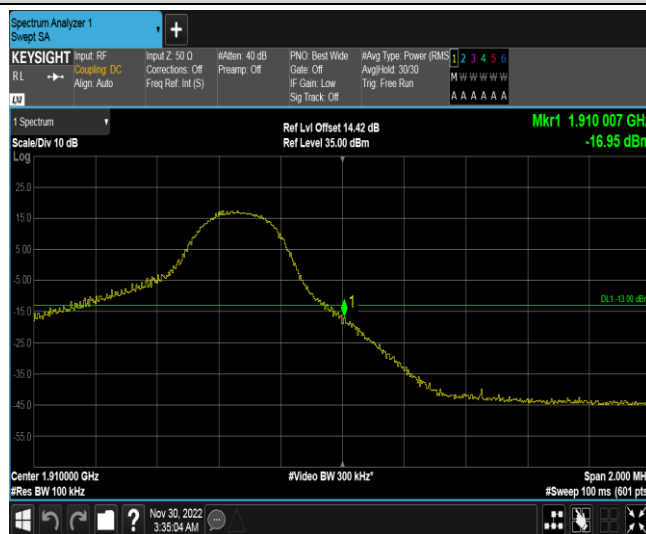 Spectrum Analyzer 1
Swept SA
+
KEYSIGHT
RL
LXI
Input: RF
Coupling: DC
Align: Auto
Input Z: 50 Ω
Corrections: Off
Freq Ref: Int (S)
#Atten: 40 dB
Preamp: Off
PNO: Best Wide
Gate: Off
IF Gain: Low
Sig Track: Off
#Avg Type: Power (RMS
Avg|Hold: 30/30
Trig: Free Run
1 2 3 4 5 6
M W W W W W
A A A A A A
1 Spectrum
Scale/Div 10 dB
Log
Ref Lvl Offset 14.42 dB
Ref Level 35.00 dBm
Mkr1 1.910 007 GHz
-16.95 dBm
25.0
15.0
5.00
-5.00
-15.0
-25.0
-35.0
-45.0
-55.0
1
DL1 -13.00 dBm
Center 1.910000 GHz
#Res BW 100 kHz
#Video BW 300 kHz*
Span 2.000 MH
#Sweep 100 ms (601 pts
?
Nov 30, 2022
3:35:04 AM